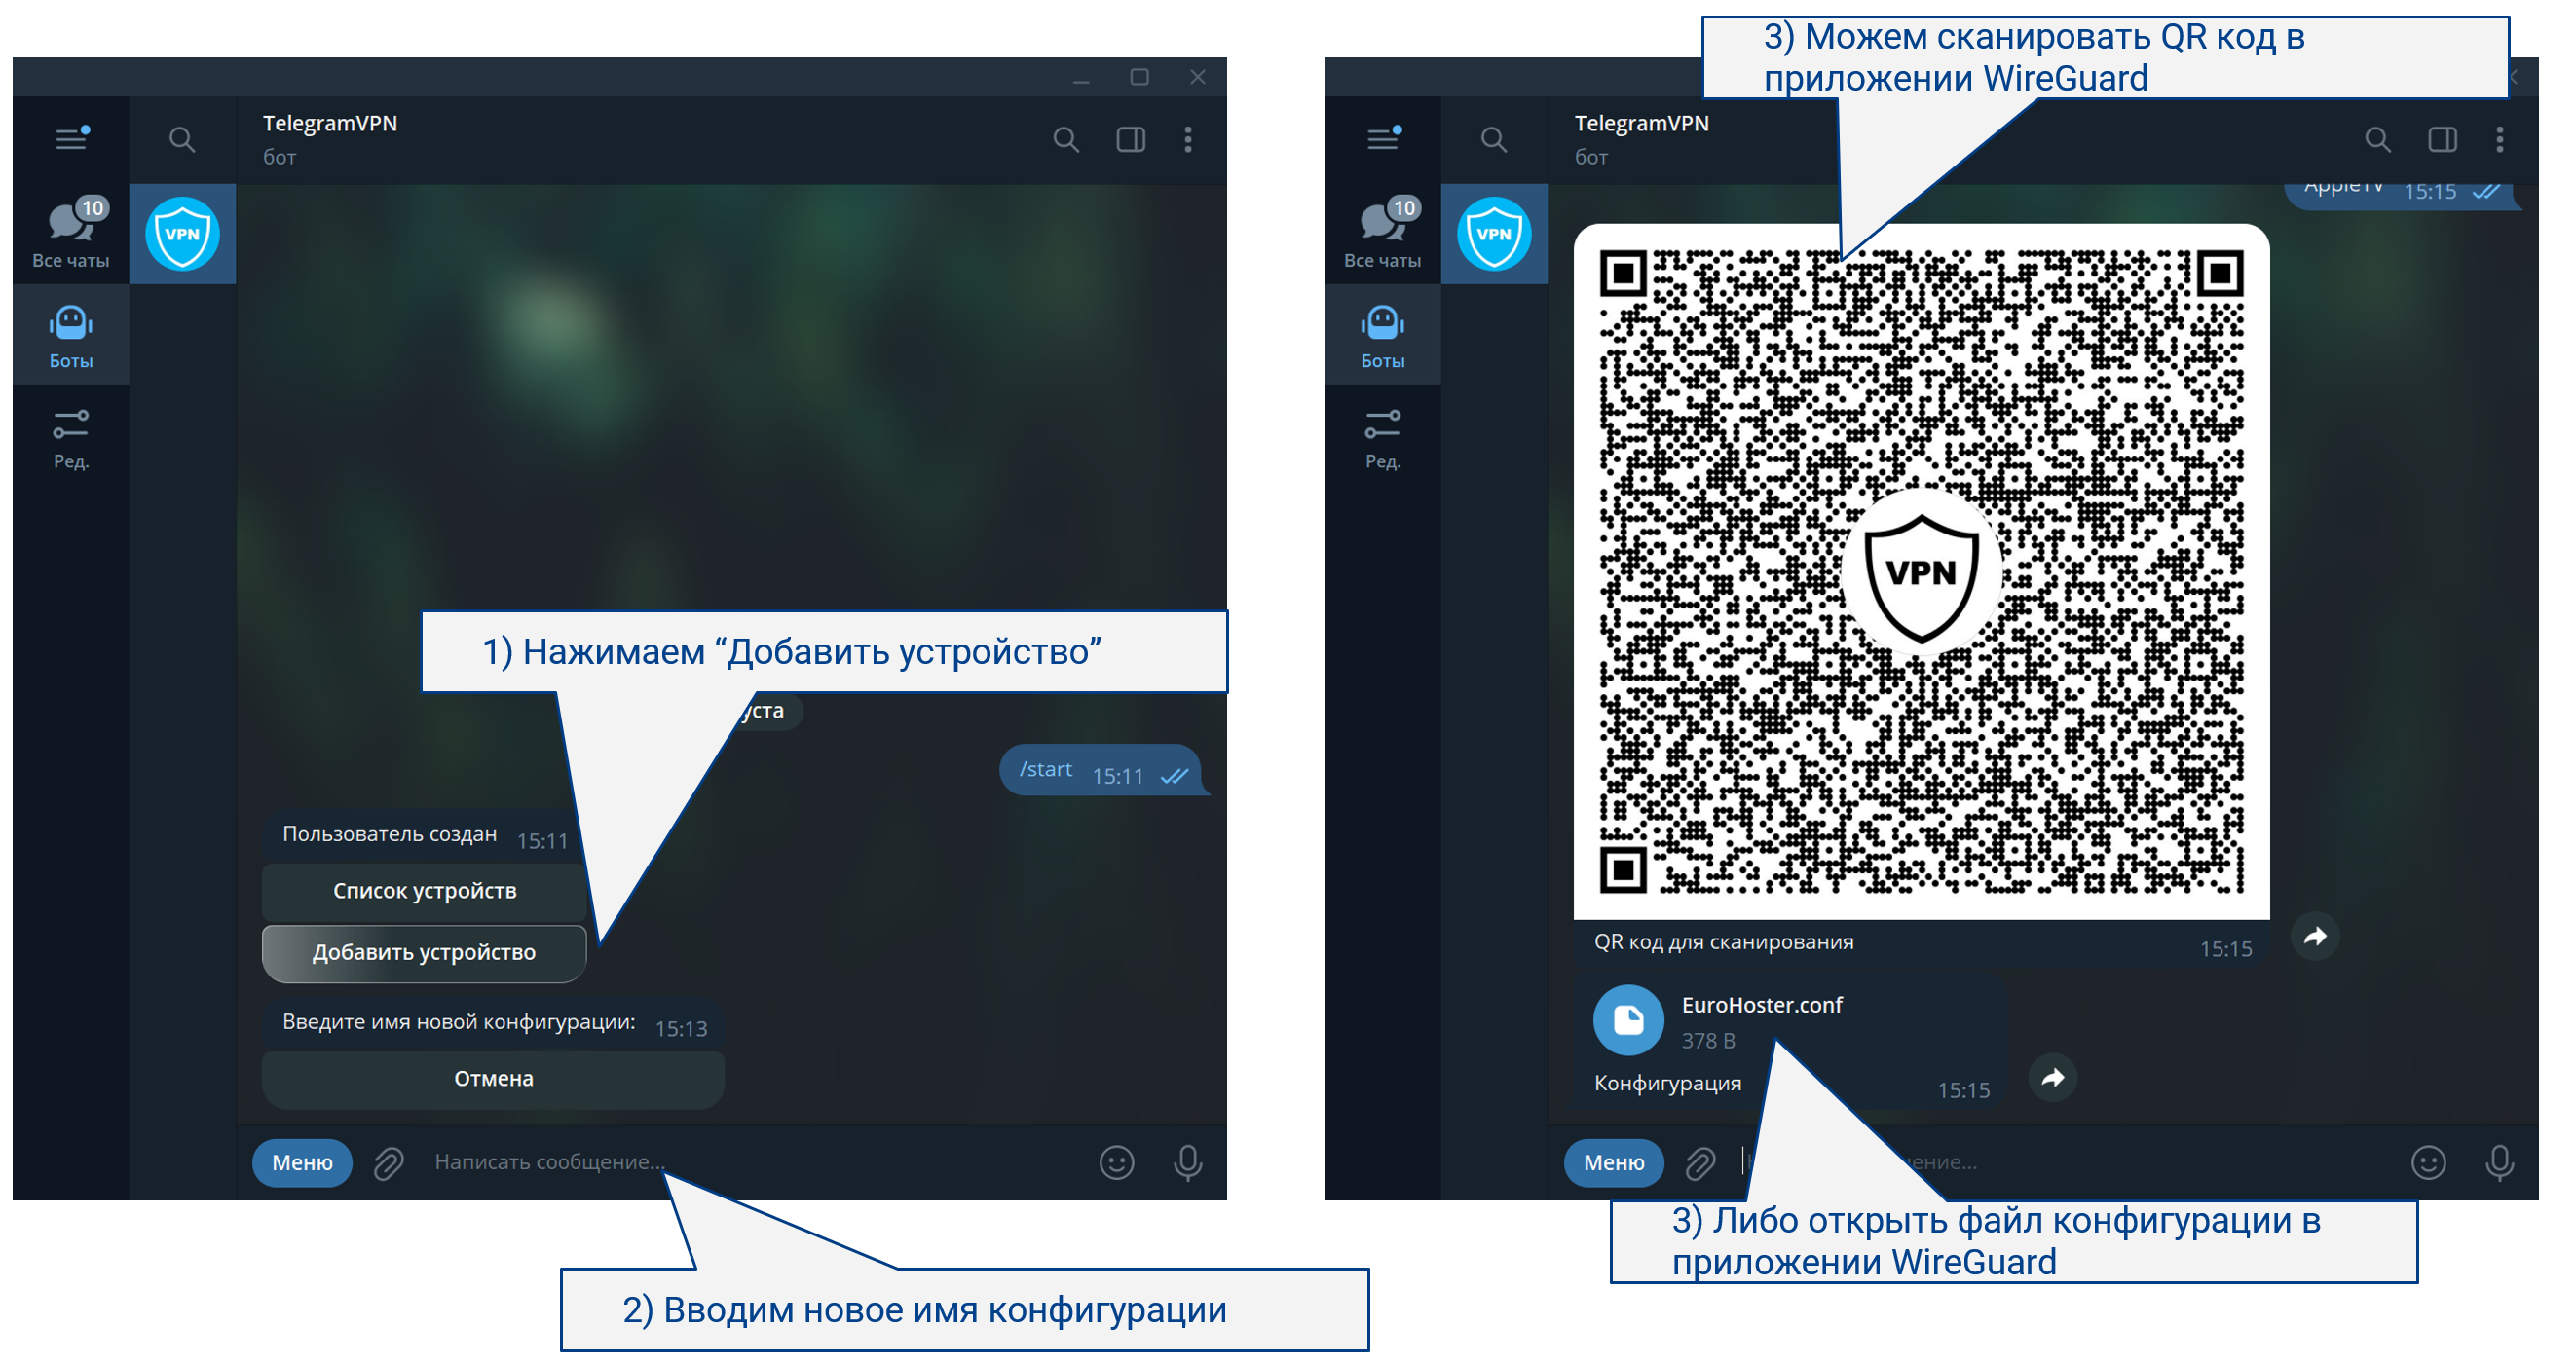 TelegramVPN
бот
10
Все чаты
VPN
Боты
Ред.
1) Нажимаем “Добавить устройство”
/start 15:11
Пользователь создан 15:11
Список устройств
Добавить устройство
Введите имя новой конфигурации: 15:13
Отмена
Меню
Написать сообщение...
2) Вводим новое имя конфигурации
3) Можем сканировать QR код в
приложении WireGuard
TelegramVPN
бот
10
Все чаты
VPN
Боты
Ред.
AppleTV 15:15
VPN
QR код для сканирования 15:15
EuroHoster.conf
378 B
Конфигурация 15:15
Меню
3) Либо открыть файл конфигурации в
приложении WireGuard